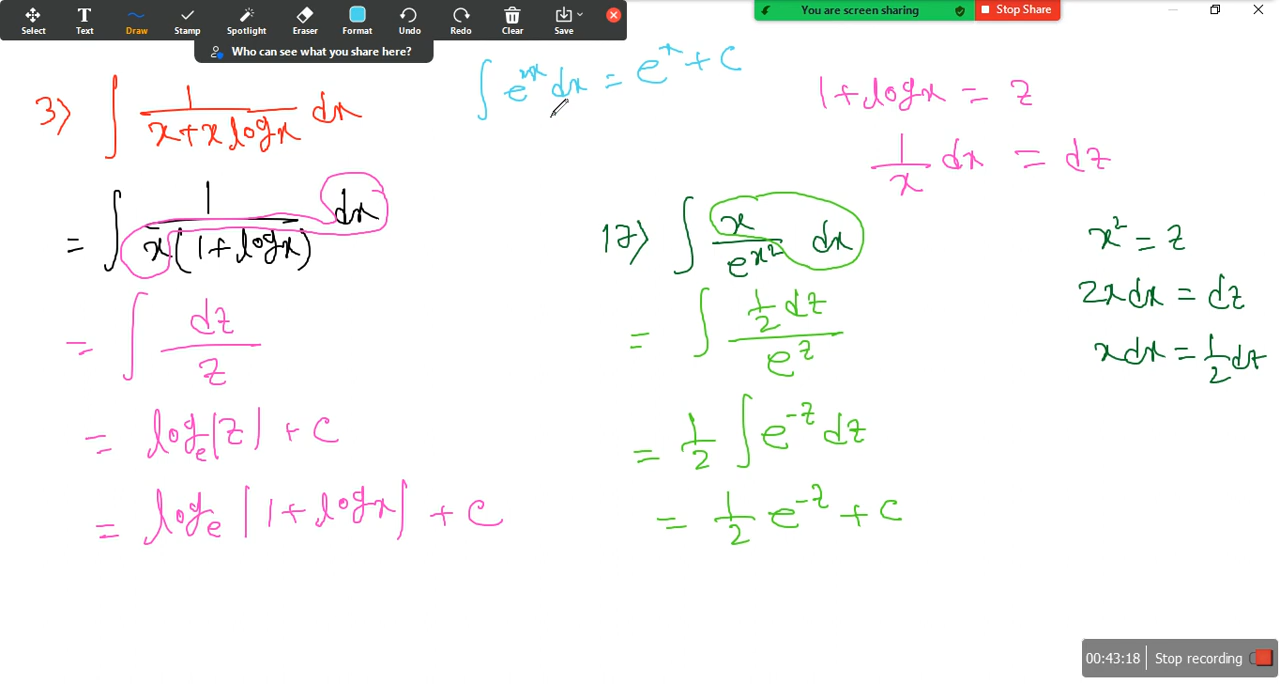 Select Text Draw Stamp Spotlight Eraser Format Undo Redo Clear Save
You are screen sharing Stop Share
Who can see what you share here?
∫ e^{mx} dx = e^x + C
3) ∫ 1/(x + x log x) dx
1 + log x = z
1/x dx = dz
= ∫ 1/(x(1 + log x)) dx
= ∫ dz/z
= log_e |z| + C
= log_e |1 + log x| + C
17) ∫ x/e^{x^2} dx
= ∫ (1/2 dz)/e^z
= 1/2 ∫ e^{-z} dz
= 1/2 e^{-z} + C
x^2 = z
2x dx = dz
x dx = 1/2 dz
00:43:18 Stop recording